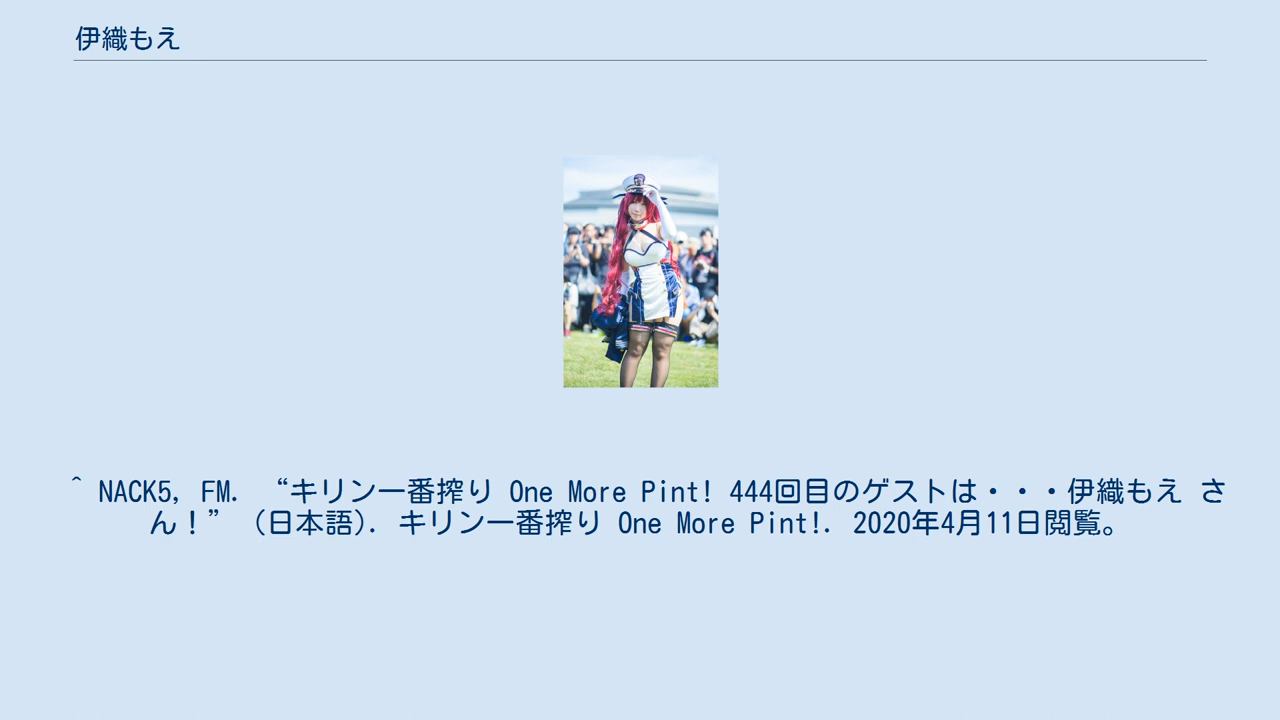 伊織もえ
^ NACK5, FM. “キリン一番搾り One More Pint! 444回目のゲストは・・・伊織もえ さ
ん！” (日本語). キリン一番搾り One More Pint!. 2020年4月11日閲覧。